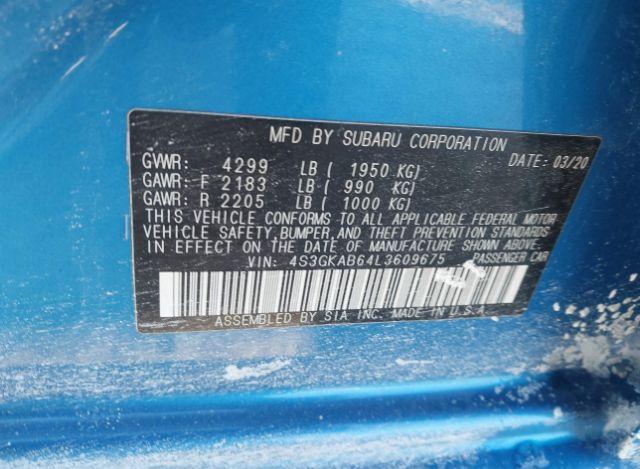 MFD BY SUBARU CORPORATION
GVWR: 4299 LB ( 1950 KG) DATE: 03/20
GAWR: F 2183 LB ( 990 KG)
GAWR: R 2205 LB ( 1000 KG)
THIS VEHICLE CONFORMS TO ALL APPLICABLE FEDERAL MOTOR
VEHICLE SAFETY, BUMPER, AND THEFT PREVENTION STANDARDS
IN EFFECT ON THE DATE OF MANUFACTURE SHOWN ABOVE.
VIN: 4S3GKAB64L3609675 PASSENGER CAR
ASSEMBLED BY SIA INC. MADE IN U.S.A.